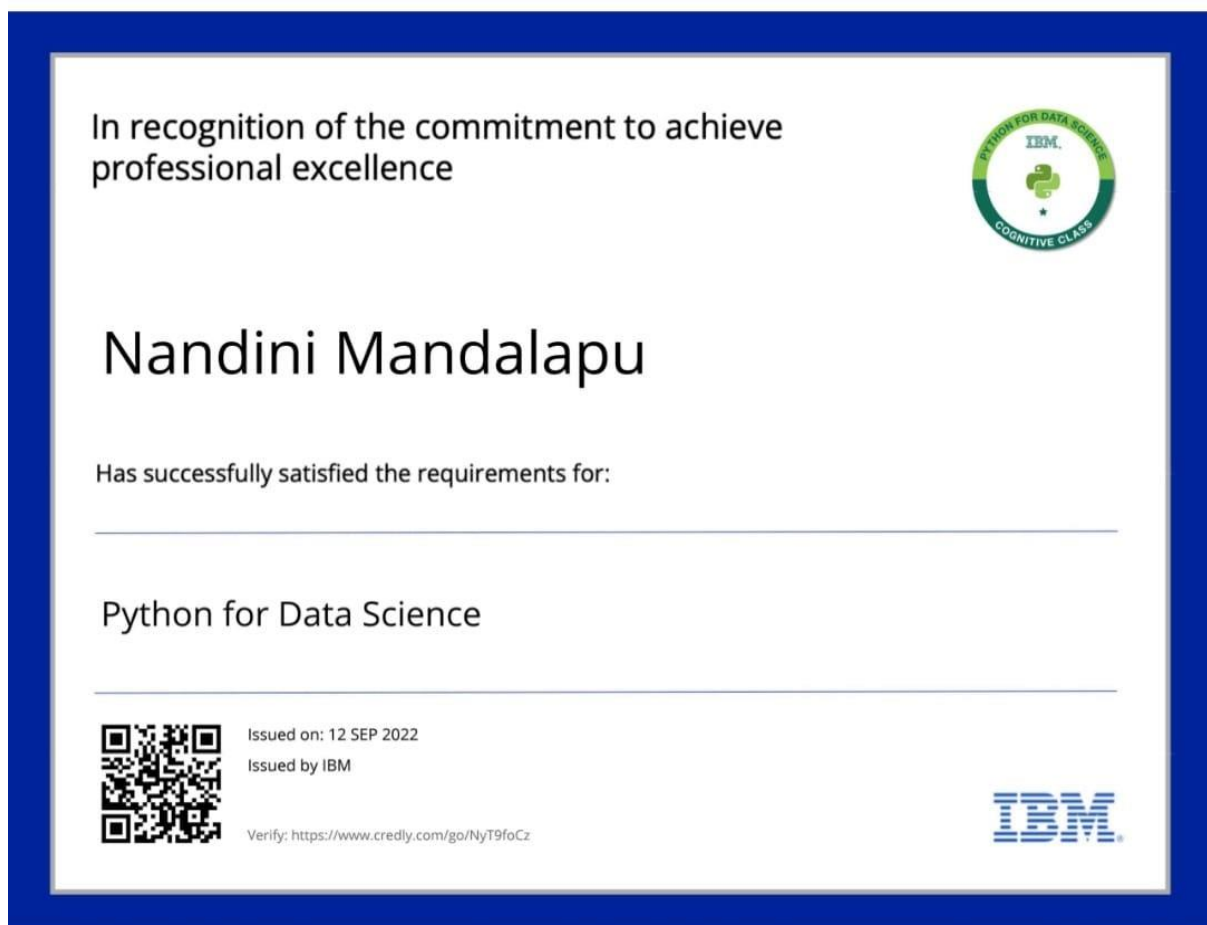 In recognition of the commitment to achieve
professional excellence
PYTHON FOR DATA SCIENCE
IBM.
COGNITIVE CLASS
Nandini Mandalapu
Has successfully satisfied the requirements for:
Python for Data Science
Issued on: 12 SEP 2022
Issued by IBM
Verify: https://www.credly.com/go/NyT9foCz
IBM®